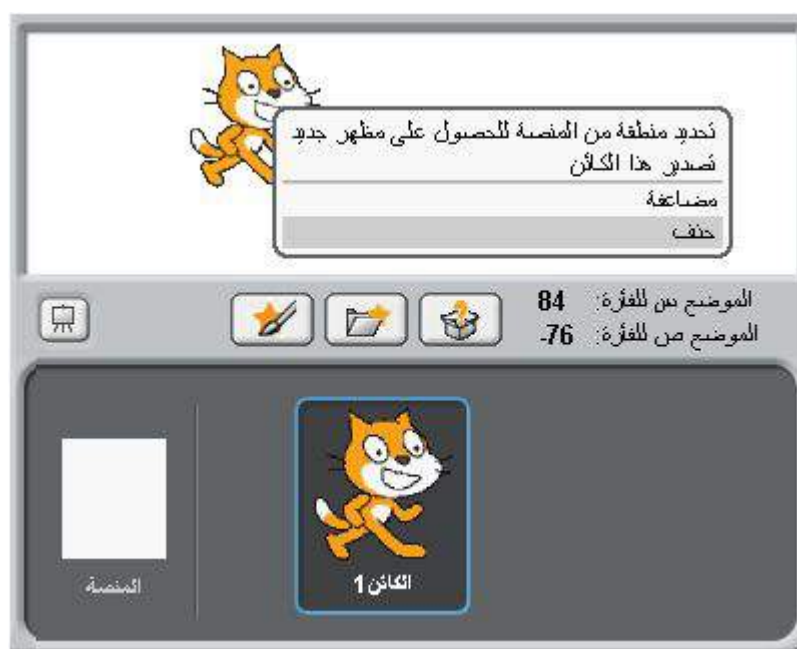 تحديد منطقة من المنصة للحصول على مظهر جديد
تصدير هذا الكائن
مضاعفة
حذف
الموضع س للفأرة: 84
الموضع ص للفأرة: -76
الكائن1
المنصة